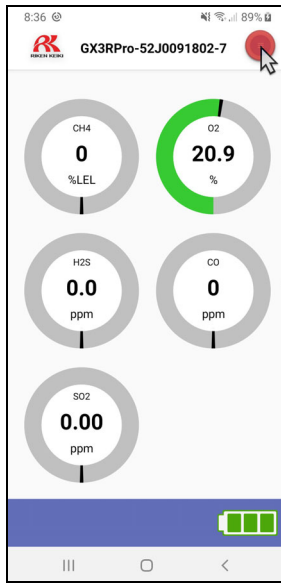 8:36 89%
RIKEN KEIKI
GX3RPro-52J0091802-7
CH4
0
%LEL
O2
20.9
%
H2S
0.0
ppm
CO
0
ppm
SO2
0.00
ppm